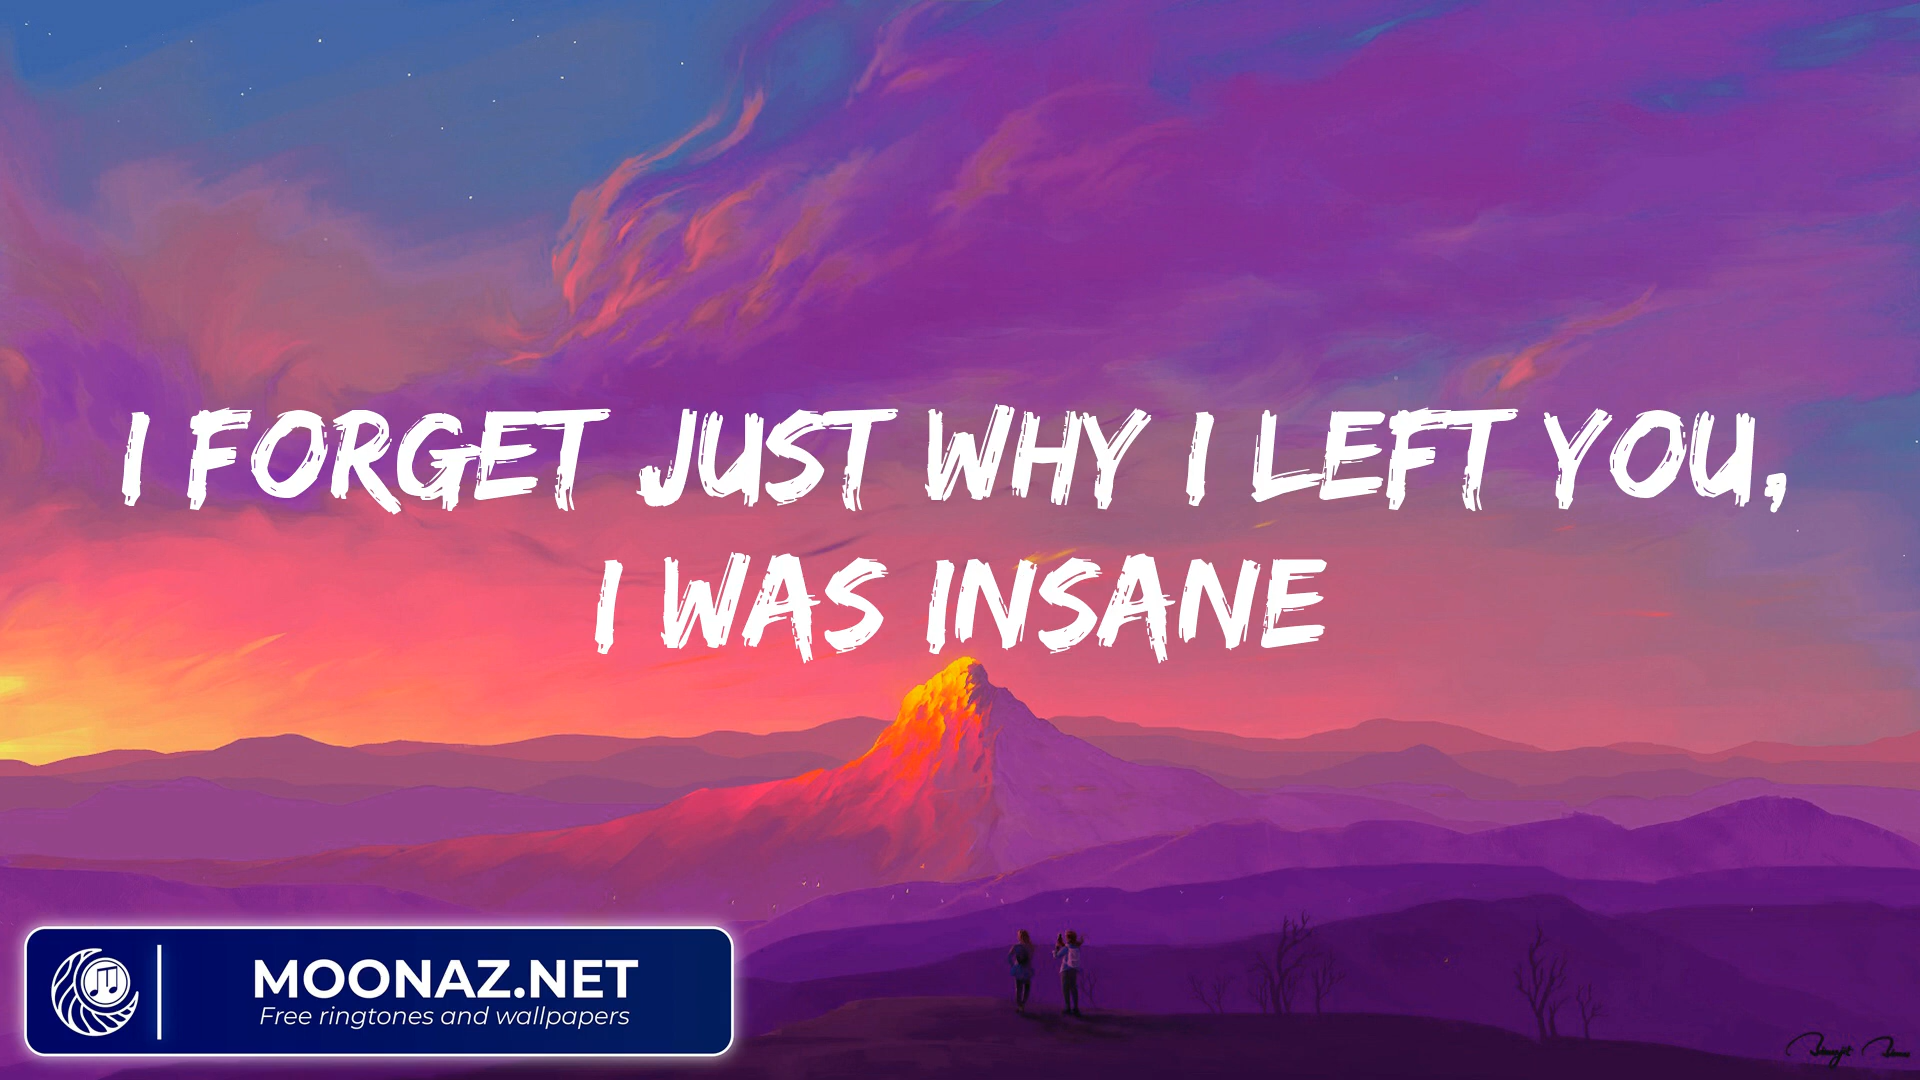 I FORGET JUST WHY I LEFT YOU,
I WAS INSANE
MOONAZ.NET
Free ringtones and wallpapers